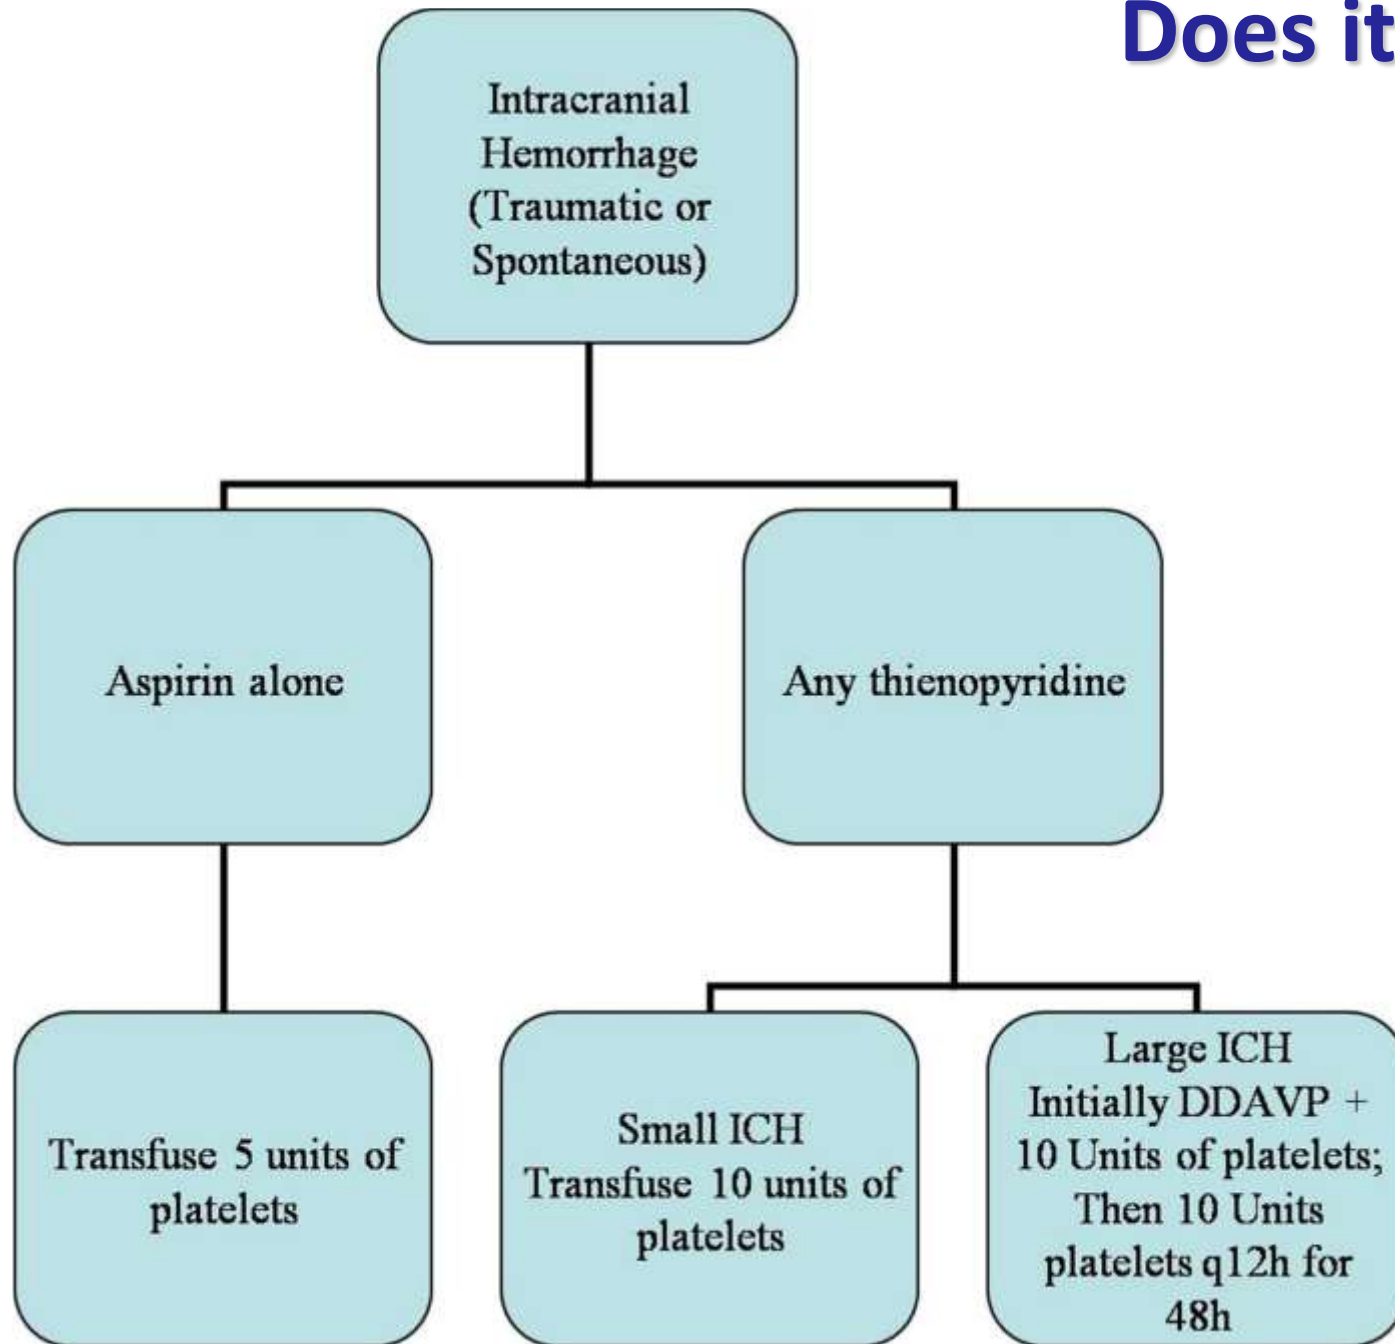 Does it
Intracranial
Hemorrhage
(Traumatic or
Spontaneous)
Aspirin alone
Any thienopyridine
Transfuse 5 units of
platelets
Small ICH
Transfuse 10 units of
platelets
Large ICH
Initially DDAVP +
10 Units of platelets;
Then 10 Units
platelets q12h for
48h